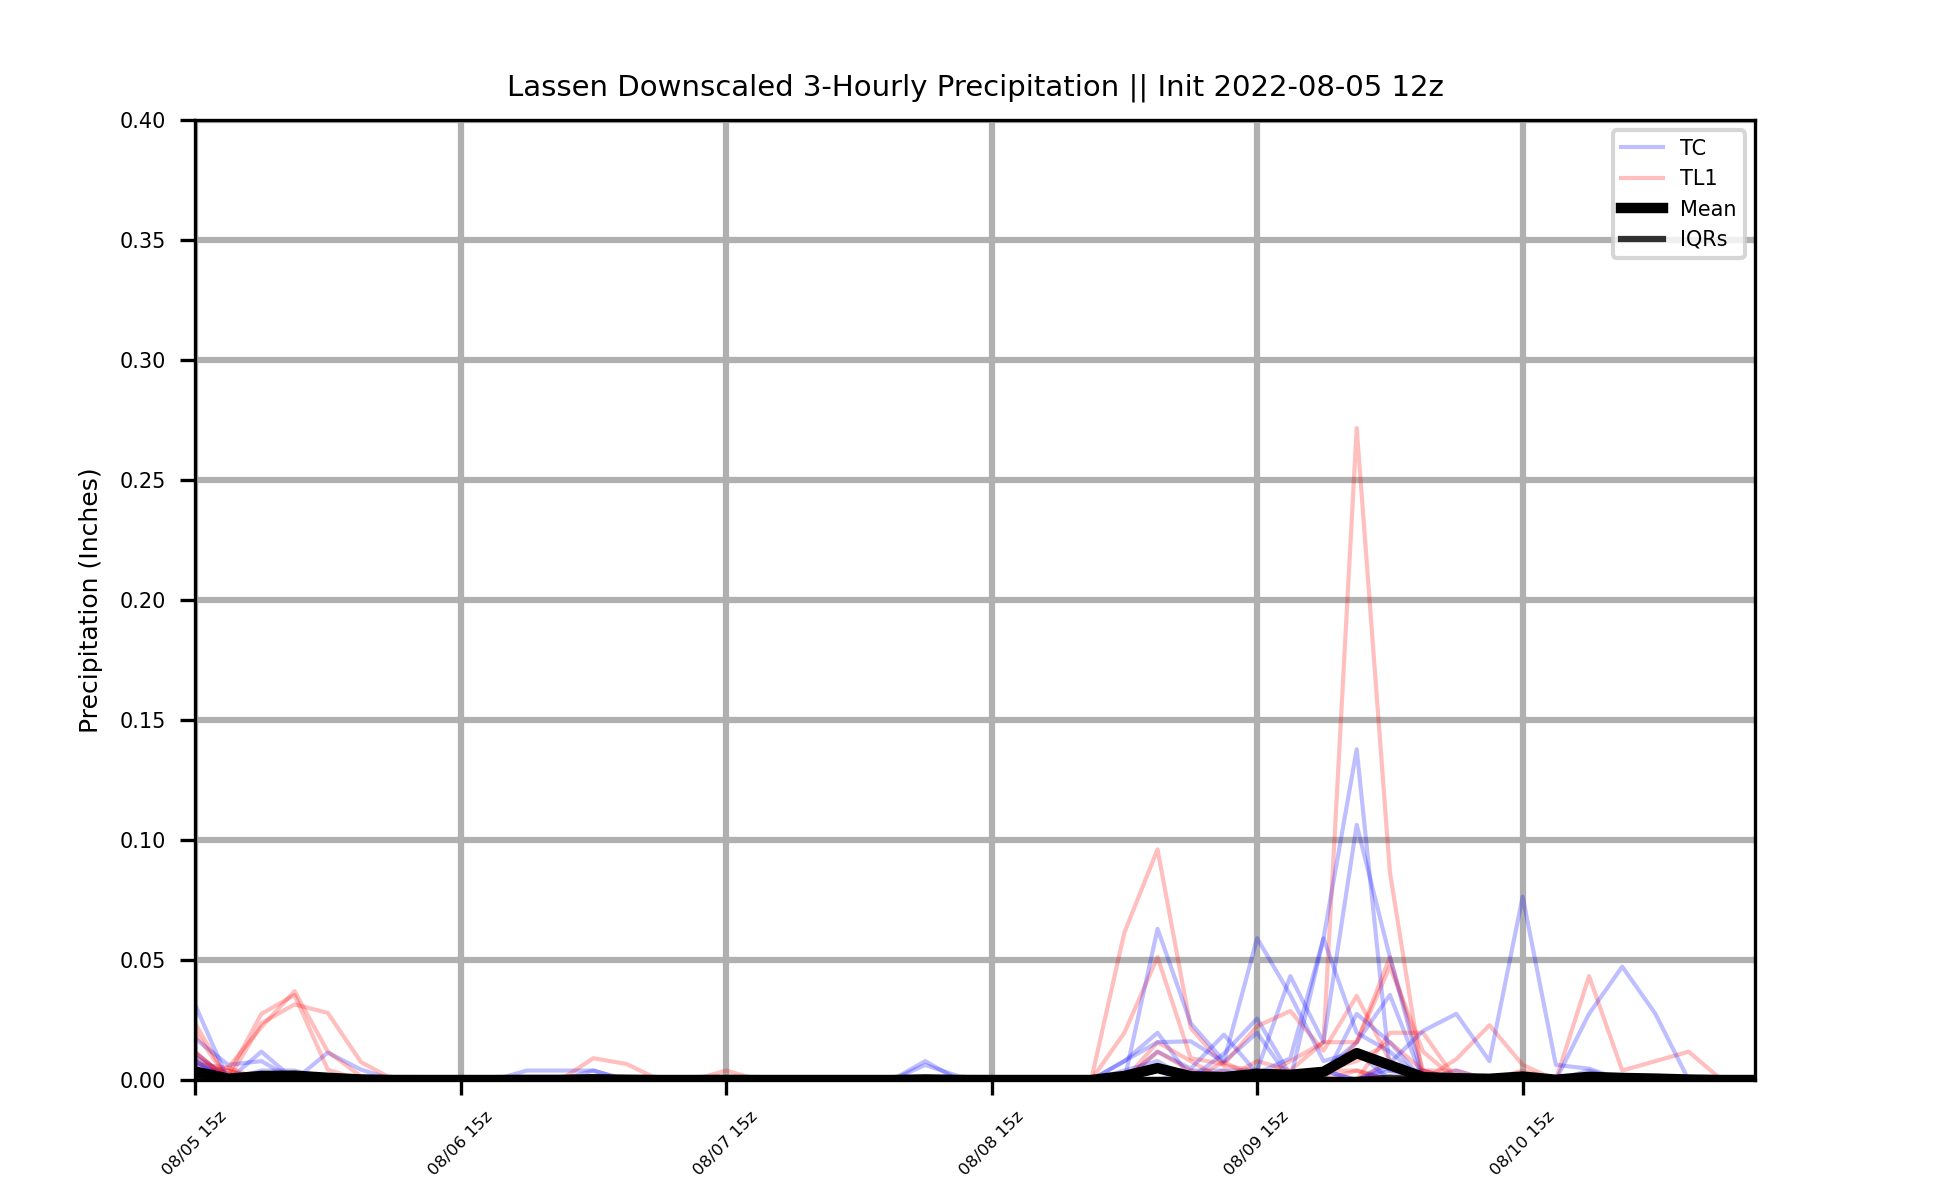 Lassen Downscaled 3-Hourly Precipitation || Init 2022-08-05 12z
TC
TL1
Mean
IQRs
Precipitation (Inches)
0.40
0.35
0.30
0.25
0.20
0.15
0.10
0.05
0.00
08/05 15z
08/06 15z
08/07 15z
08/08 15z
08/09 15z
08/10 15z